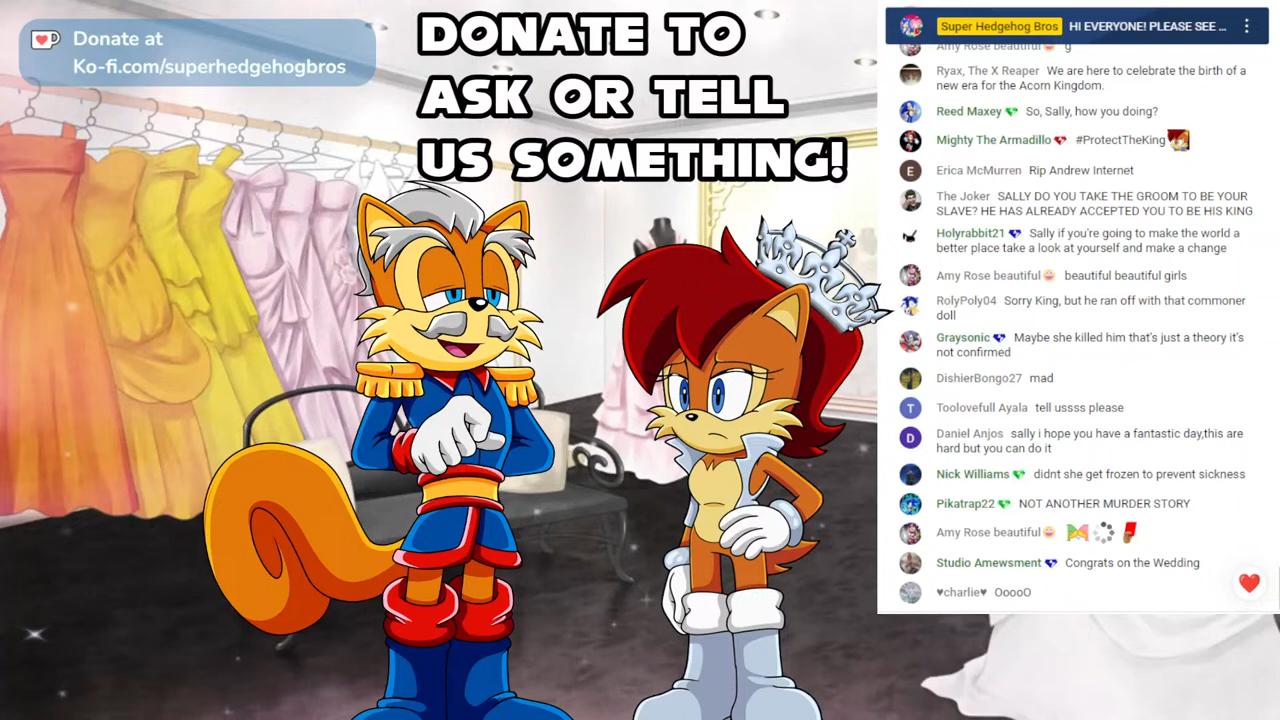 Donate at
Ko-fi.com/superhedgehogbros
DONATE TO
ASK OR TELL
US SOMETHING!
Super Hedgehog Bros HI EVERYONE! PLEASE SEE ...
Amy Rose beautiful g
Ryax, The X Reaper We are here to celebrate the birth of a
new era for the Acorn Kingdom.
Reed Maxey So, Sally, how you doing?
Mighty The Armadillo #ProtectTheKing
E
Erica McMurren Rip Andrew Internet
The Joker SALLY DO YOU TAKE THE GROOM TO BE YOUR
SLAVE? HE HAS ALREADY ACCEPTED YOU TO BE HIS KING
Holyrabbit21 Sally if you're going to make the world a
better place take a look at yourself and make a change
Amy Rose beautiful beautiful beautiful girls
RolyPoly04 Sorry King, but he ran off with that commoner
doll
Graysonic Maybe she killed him that's just a theory it's
not confirmed
DishierBongo27 mad
T
Toolovefull Ayala tell ussss please
D
Daniel Anjos sally i hope you have a fantastic day,this are
hard but you can do it
Nick Williams didnt she get frozen to prevent sickness
Pikatrap22 NOT ANOTHER MURDER STORY
Amy Rose beautiful
Studio Amewsment Congrats on the Wedding
♥charlie♥ OoooO